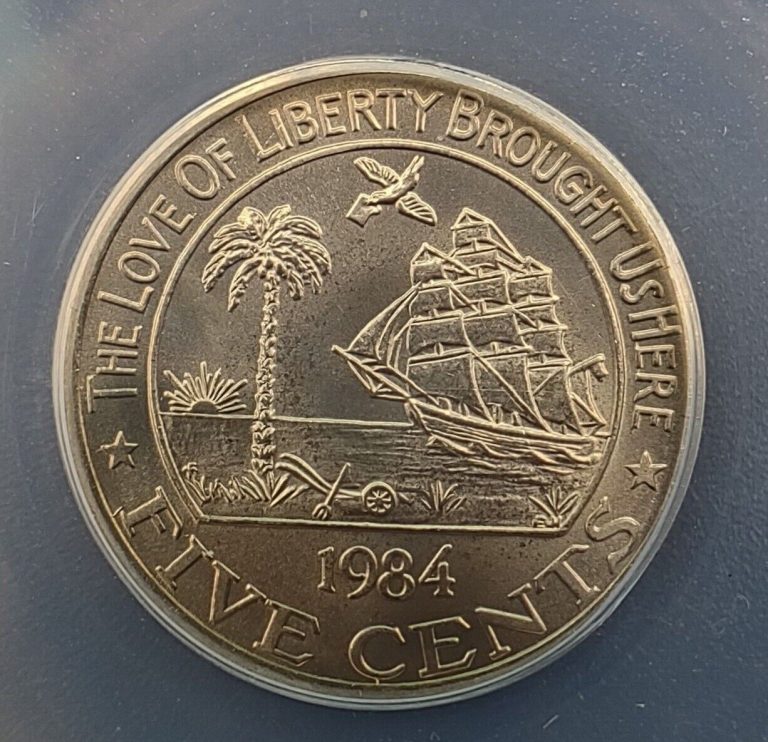 THE LOVE OF LIBERTY BROUGHT US HERE
1984
FIVE CENTS